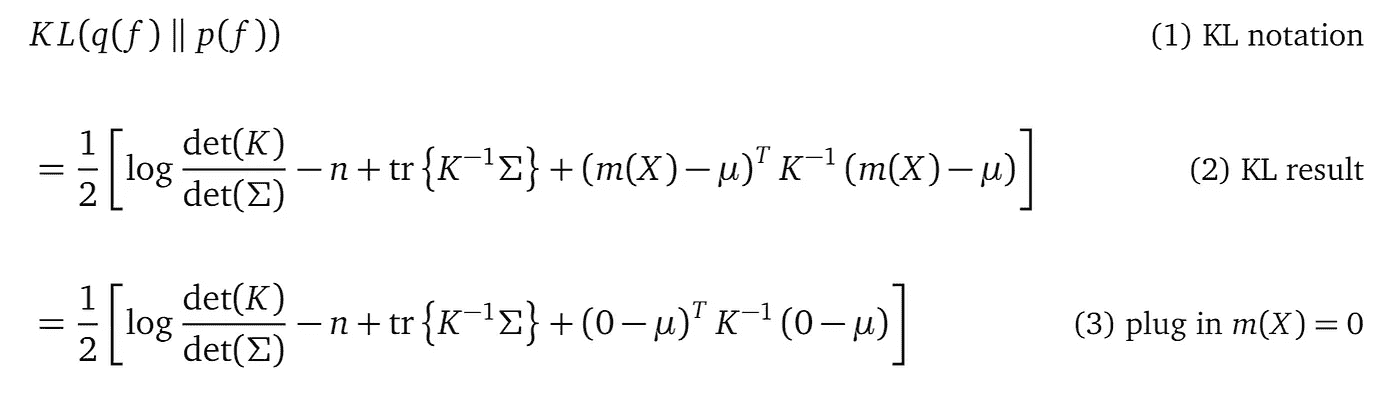 KL(q(f) ∥ p(f)) (1) KL notation
= 1/2 [log det(K)/det(Σ) − n + tr {K⁻¹Σ} + (m(X) − μ)ᵀ K⁻¹ (m(X) − μ)] (2) KL result
= 1/2 [log det(K)/det(Σ) − n + tr {K⁻¹Σ} + (0 − μ)ᵀ K⁻¹ (0 − μ)] (3) plug in m(X) = 0